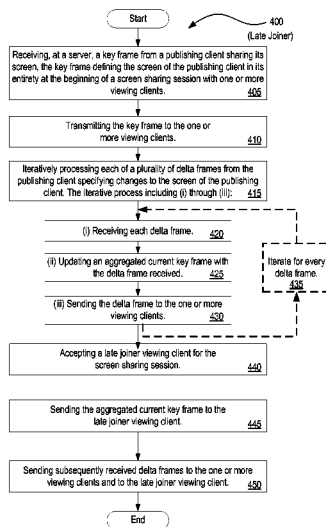 Start
400
(Late Joiner)
Receiving, at a server, a key frame from a publishing client sharing its
screen, the key frame defining the screen of the publishing client in its
entirety at the beginning of a screen sharing session with one or more
viewing clients.
405
Transmitting the key frame to the one or
more viewing clients.
410
Iteratively processing each of a plurality of delta frames from the
publishing client specifying changes to the screen of the publishing
client. The iterative process including (i) through (iii):
415
(i) Receiving each delta frame.
420
(ii) Updating an aggregated current key frame with
the delta frame received.
425
(iii) Sending the delta frame to the one or more
viewing clients.
430
Iterate for every
delta frame.
435
Accepting a late joiner viewing client for the
screen sharing session.
440
Sending the aggregated current key frame to the
late joiner viewing client.
445
Sending subsequently received delta frames to the one or more
viewing clients and to the late joiner viewing client.
450
End